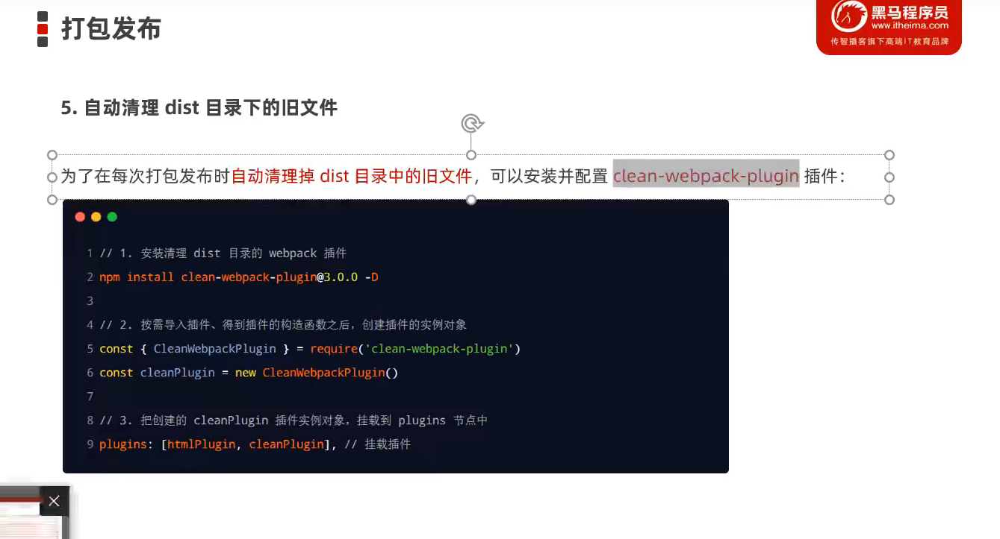 打包发布
黑马程序员
www.itheima.com
传智播客旗下高端IT教育品牌
5. 自动清理 dist 目录下的旧文件
为了在每次打包发布时自动清理掉 dist 目录中的旧文件，可以安装并配置 clean-webpack-plugin 插件：
1 // 1. 安装清理 dist 目录的 webpack 插件
2 npm install clean-webpack-plugin@3.0.0 -D
3
4 // 2. 按需导入插件、得到插件的构造函数之后，创建插件的实例对象
5 const { CleanWebpackPlugin } = require('clean-webpack-plugin')
6 const cleanPlugin = new CleanWebpackPlugin()
7
8 // 3. 把创建的 cleanPlugin 插件实例对象，挂载到 plugins 节点中
9 plugins: [htmlPlugin, cleanPlugin], // 挂载插件